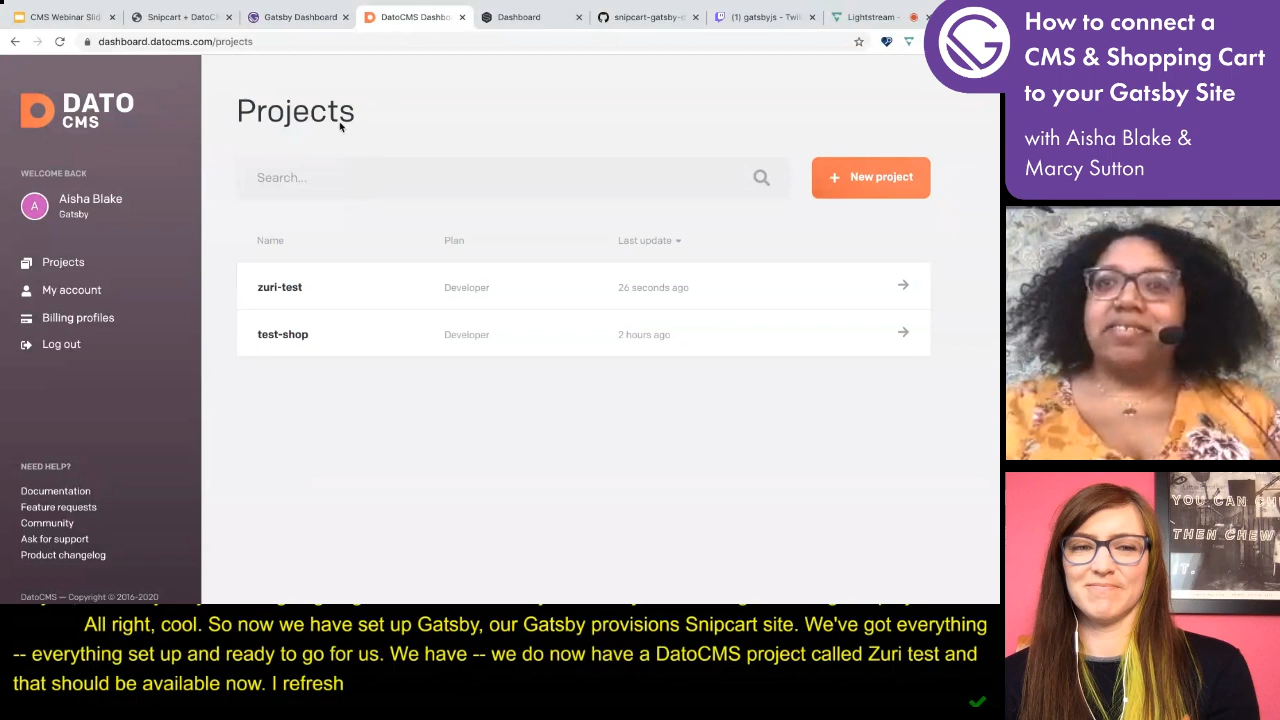 CMS Webinar Slid
Snipcart + DatoC
Gatsby Dashboard
DatoCMS Dashbo
Dashboard
snipcart-gatsby-
(1) gatsbyjs - Twi
Lightstream -
dashboard.datocms.com/projects
How to connect a
CMS & Shopping Cart
to your Gatsby Site
with Aisha Blake &
Marcy Sutton
DATO
CMS
WELCOME BACK
A
Aisha Blake
Gatsby
Projects
My account
Billing profiles
Log out
NEED HELP?
Documentation
Feature requests
Community
Ask for support
Product changelog
DatoCMS — Copyright © 2016-2020
Projects
Search...
+ New project
Name Plan Last update
zuri-test Developer 26 seconds ago
test-shop Developer 2 hours ago
YOU CAN
THEN CHEW
IT.
All right, cool. So now we have set up Gatsby, our Gatsby provisions Snipcart site. We've got everything
-- everything set up and ready to go for us. We have -- we do now have a DatoCMS project called Zuri test and
that should be available now. I refresh